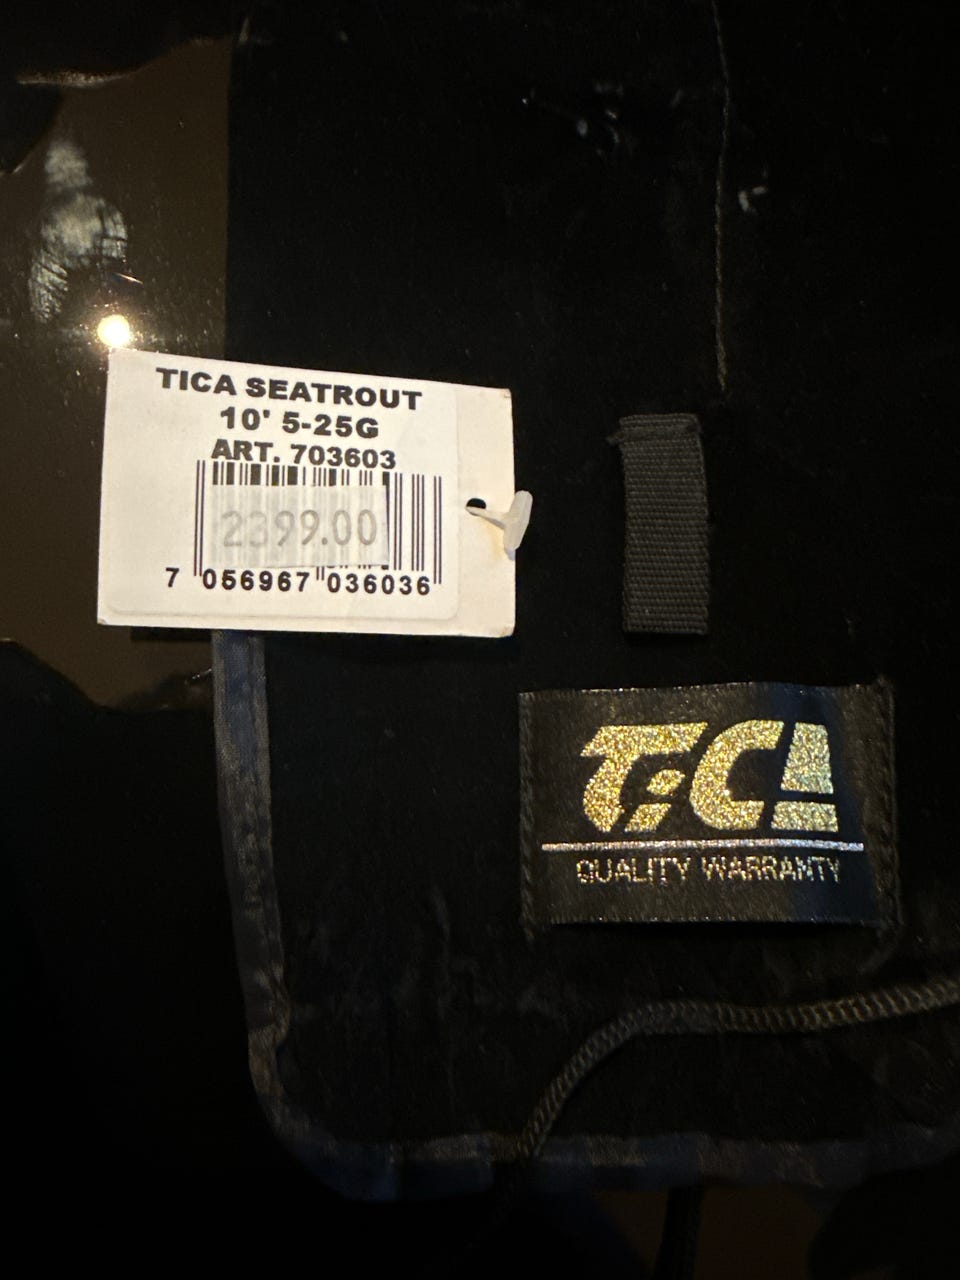 TICA SEATROUT
10' 5-25G
ART. 703603
2399.00
7 056967 036036
TICA
QUALITY WARRANTY